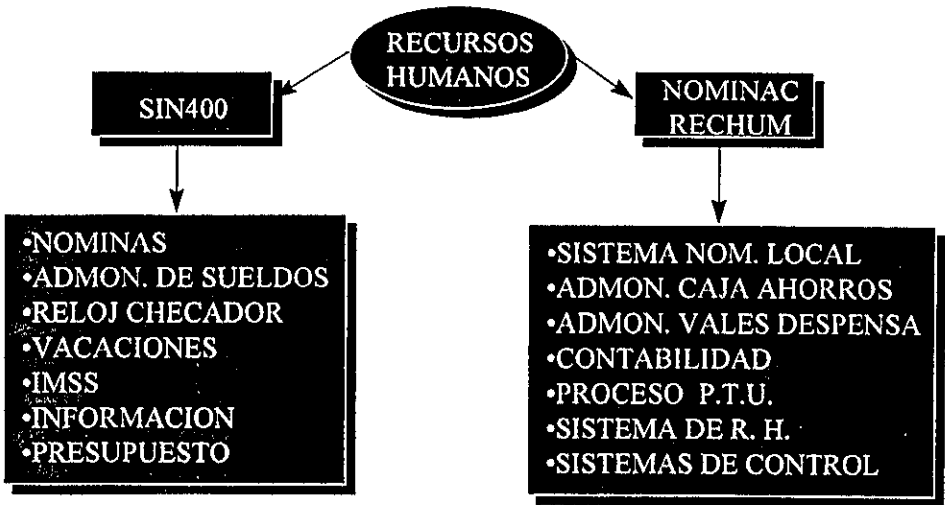 RECURSOS
HUMANOS
SIN400
NOMINAC
RECHUM
•NOMINAS
•ADMON. DE SUELDOS
•RELOJ CHECADOR
•VACACIONES
•IMSS
•INFORMACION
•PRESUPUESTO
•SISTEMA NOM. LOCAL
•ADMON. CAJA AHORROS
•ADMON. VALES DESPENSA
•CONTABILIDAD
•PROCESO P.T.U.
•SISTEMA DE R. H.
•SISTEMAS DE CONTROL